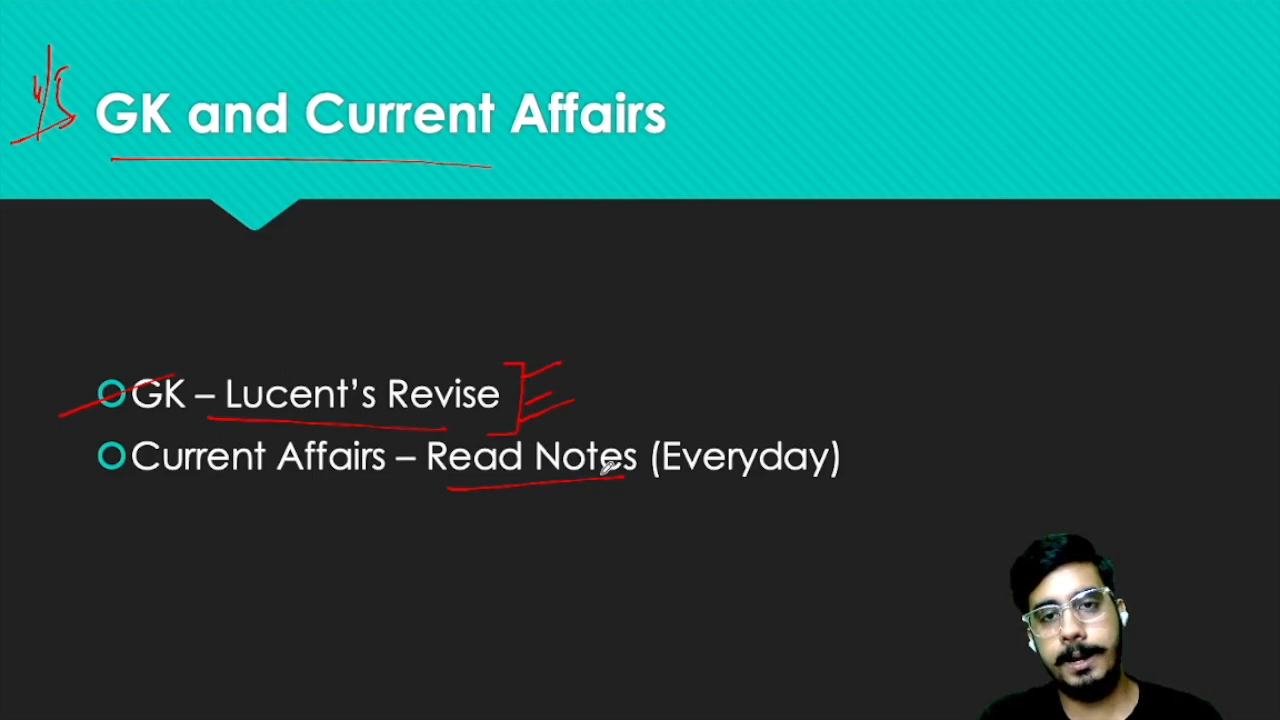 GK and Current Affairs
GK – Lucent's Revise
Current Affairs – Read Notes (Everyday)